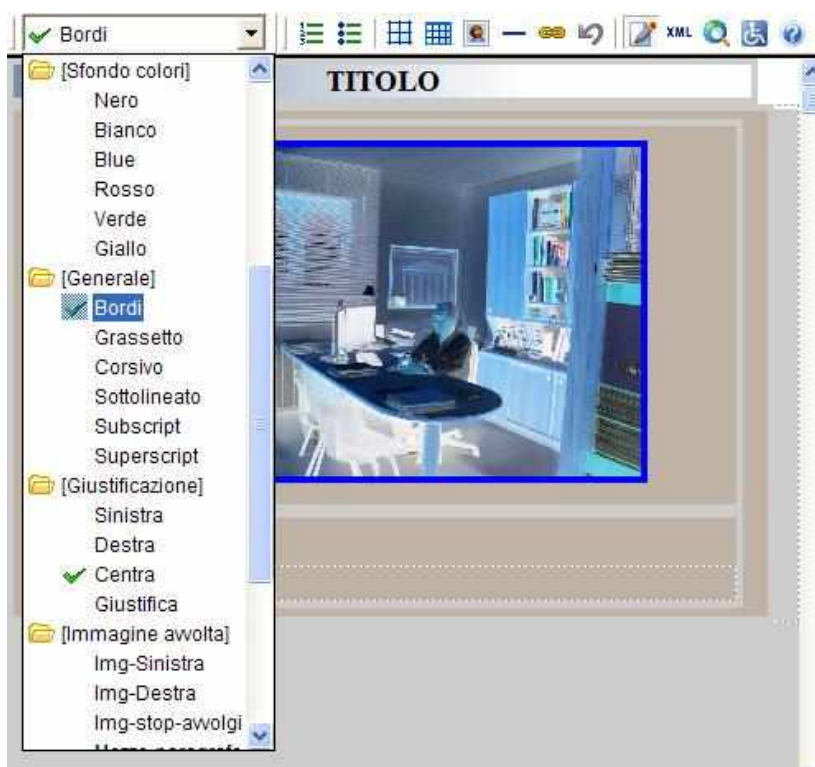 Bordi
XML
TITOLO
[Sfondo colori]
Nero
Bianco
Blue
Rosso
Verde
Giallo
[Generale]
Bordi
Grassetto
Corsivo
Sottolineato
Subscript
Superscript
[Giustificazione]
Sinistra
Destra
Centra
Giustifica
[Immagine avvolta]
Img-Sinistra
Img-Destra
Img-stop-avvolgi